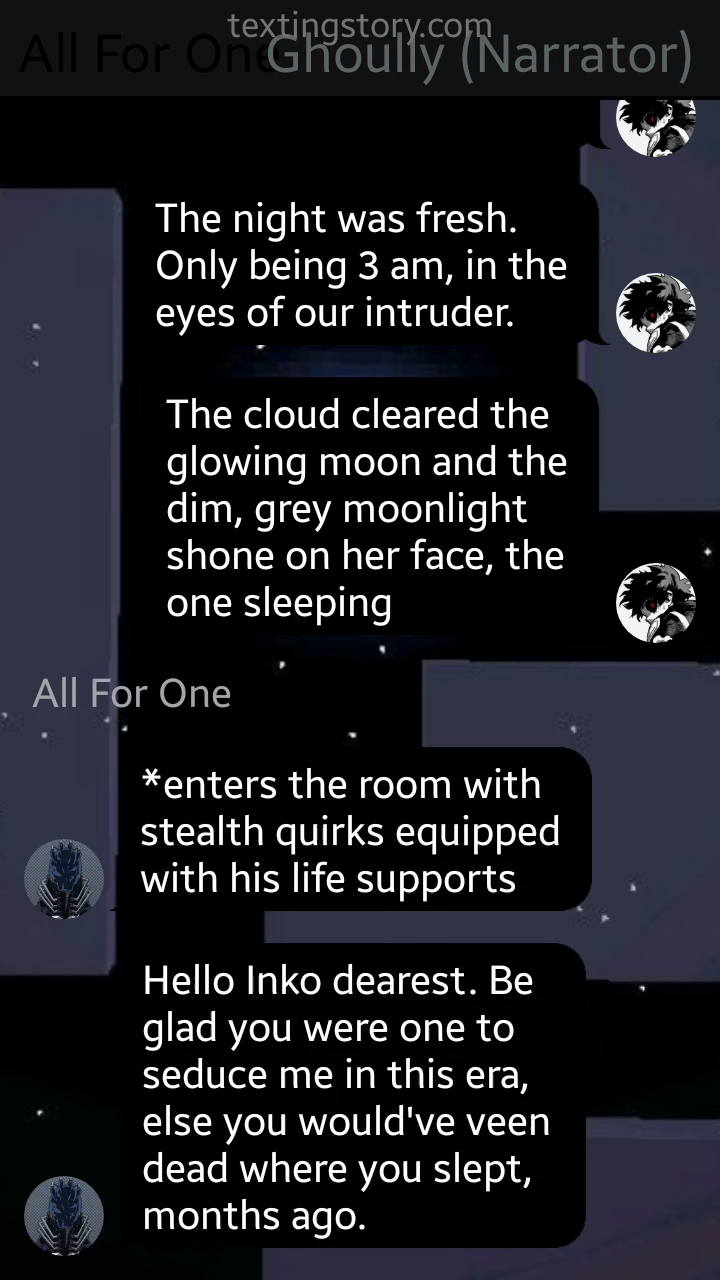 textingstory.com
All For One
Ghoully (Narrator)
The night was fresh.
Only being 3 am, in the
eyes of our intruder.
The cloud cleared the
glowing moon and the
dim, grey moonlight
shone on her face, the
one sleeping
All For One
*enters the room with
stealth quirks equipped
with his life supports
Hello Inko dearest. Be
glad you were one to
seduce me in this era,
else you would've veen
dead where you slept,
months ago.